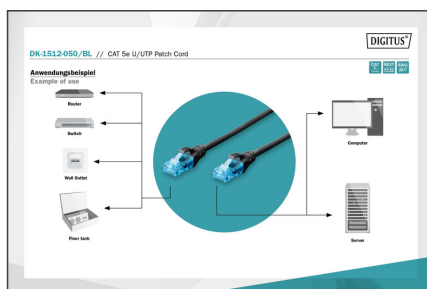 DIGITUS®
DK-1512-050/BL // CAT 5e U/UTP Patch Cord
Anwendungsbeispiel
Example of use
Router
Switch
Wall Outlet
Floor tank
Computer
Server